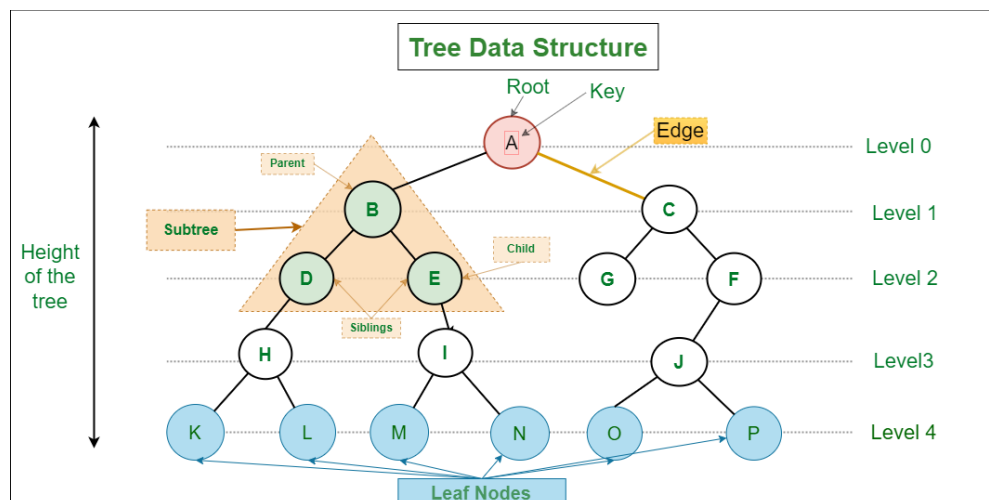 Tree Data Structure
Root
Key
A
Edge
Level 0
Parent
B
C
Level 1
Subtree
Height
of the
tree
Child
D
E
G
F
Level 2
Siblings
H
I
J
Level3
K
L
M
N
O
P
Level 4
Leaf Nodes